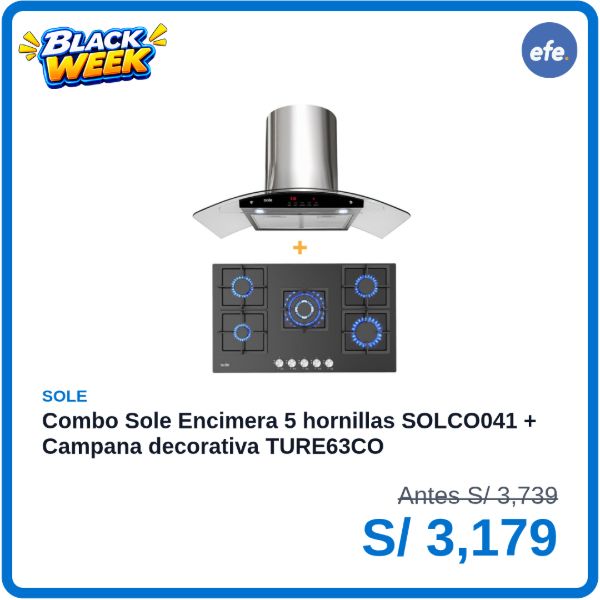 BLACK
WEEK
efe.
sole
sole
SOLE
Combo Sole Encimera 5 hornillas SOLCO041 +
Campana decorativa TURE63CO
Antes S/ 3,739
S/ 3,179